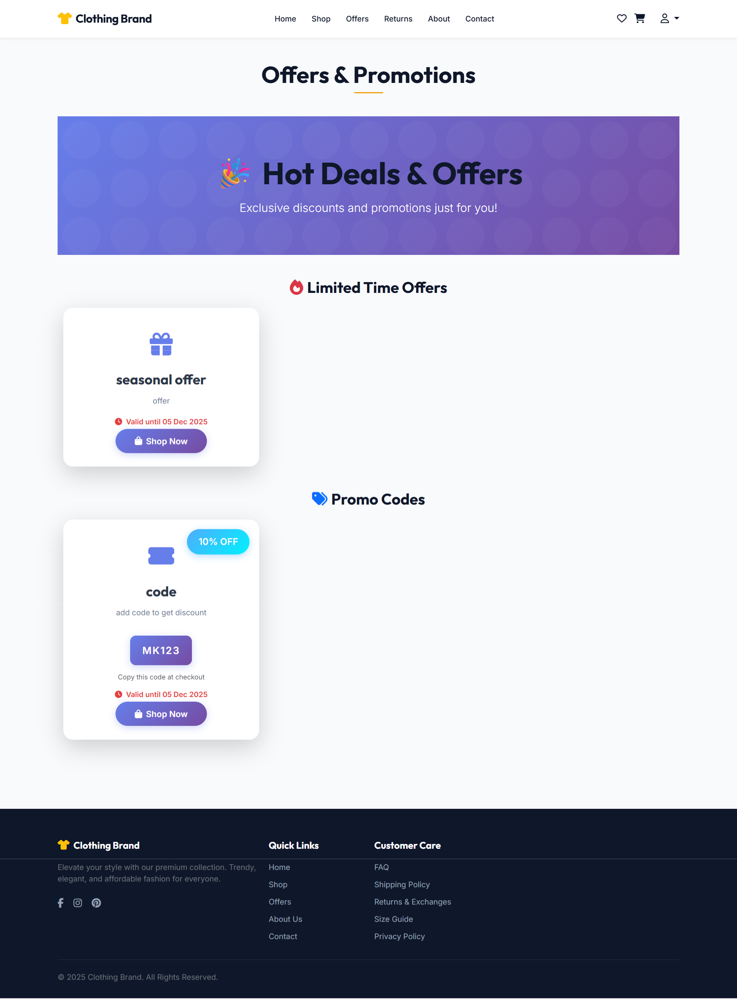 Clothing Brand
Home Shop Offers Returns About Contact
Offers & Promotions
🎉 Hot Deals & Offers
Exclusive discounts and promotions just for you!
Limited Time Offers
seasonal offer
offer
Valid until 05 Dec 2025
Shop Now
Promo Codes
10% OFF
code
add code to get discount
MK123
Copy this code at checkout
Valid until 05 Dec 2025
Shop Now
Clothing Brand
Elevate your style with our premium collection. Trendy,
elegant, and affordable fashion for everyone.
Quick Links
Home
Shop
Offers
About Us
Contact
Customer Care
FAQ
Shipping Policy
Returns & Exchanges
Size Guide
Privacy Policy
© 2025 Clothing Brand. All Rights Reserved.